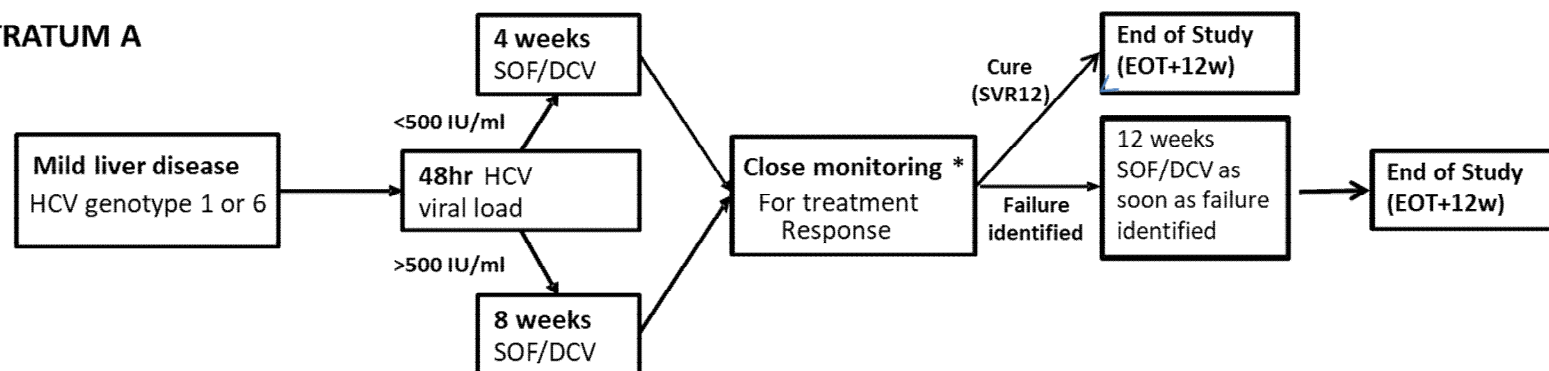 TRATUM A
Mild liver disease
HCV genotype 1 or 6
<500 IU/ml
4 weeks
SOF/DCV
48hr HCV
viral load
>500 IU/ml
8 weeks
SOF/DCV
Close monitoring *
For treatment
Response
Cure
(SVR12)
End of Study
(EOT+12w)
Failure
identified
12 weeks
SOF/DCV as
soon as failure
identified
End of Study
(EOT+12w)